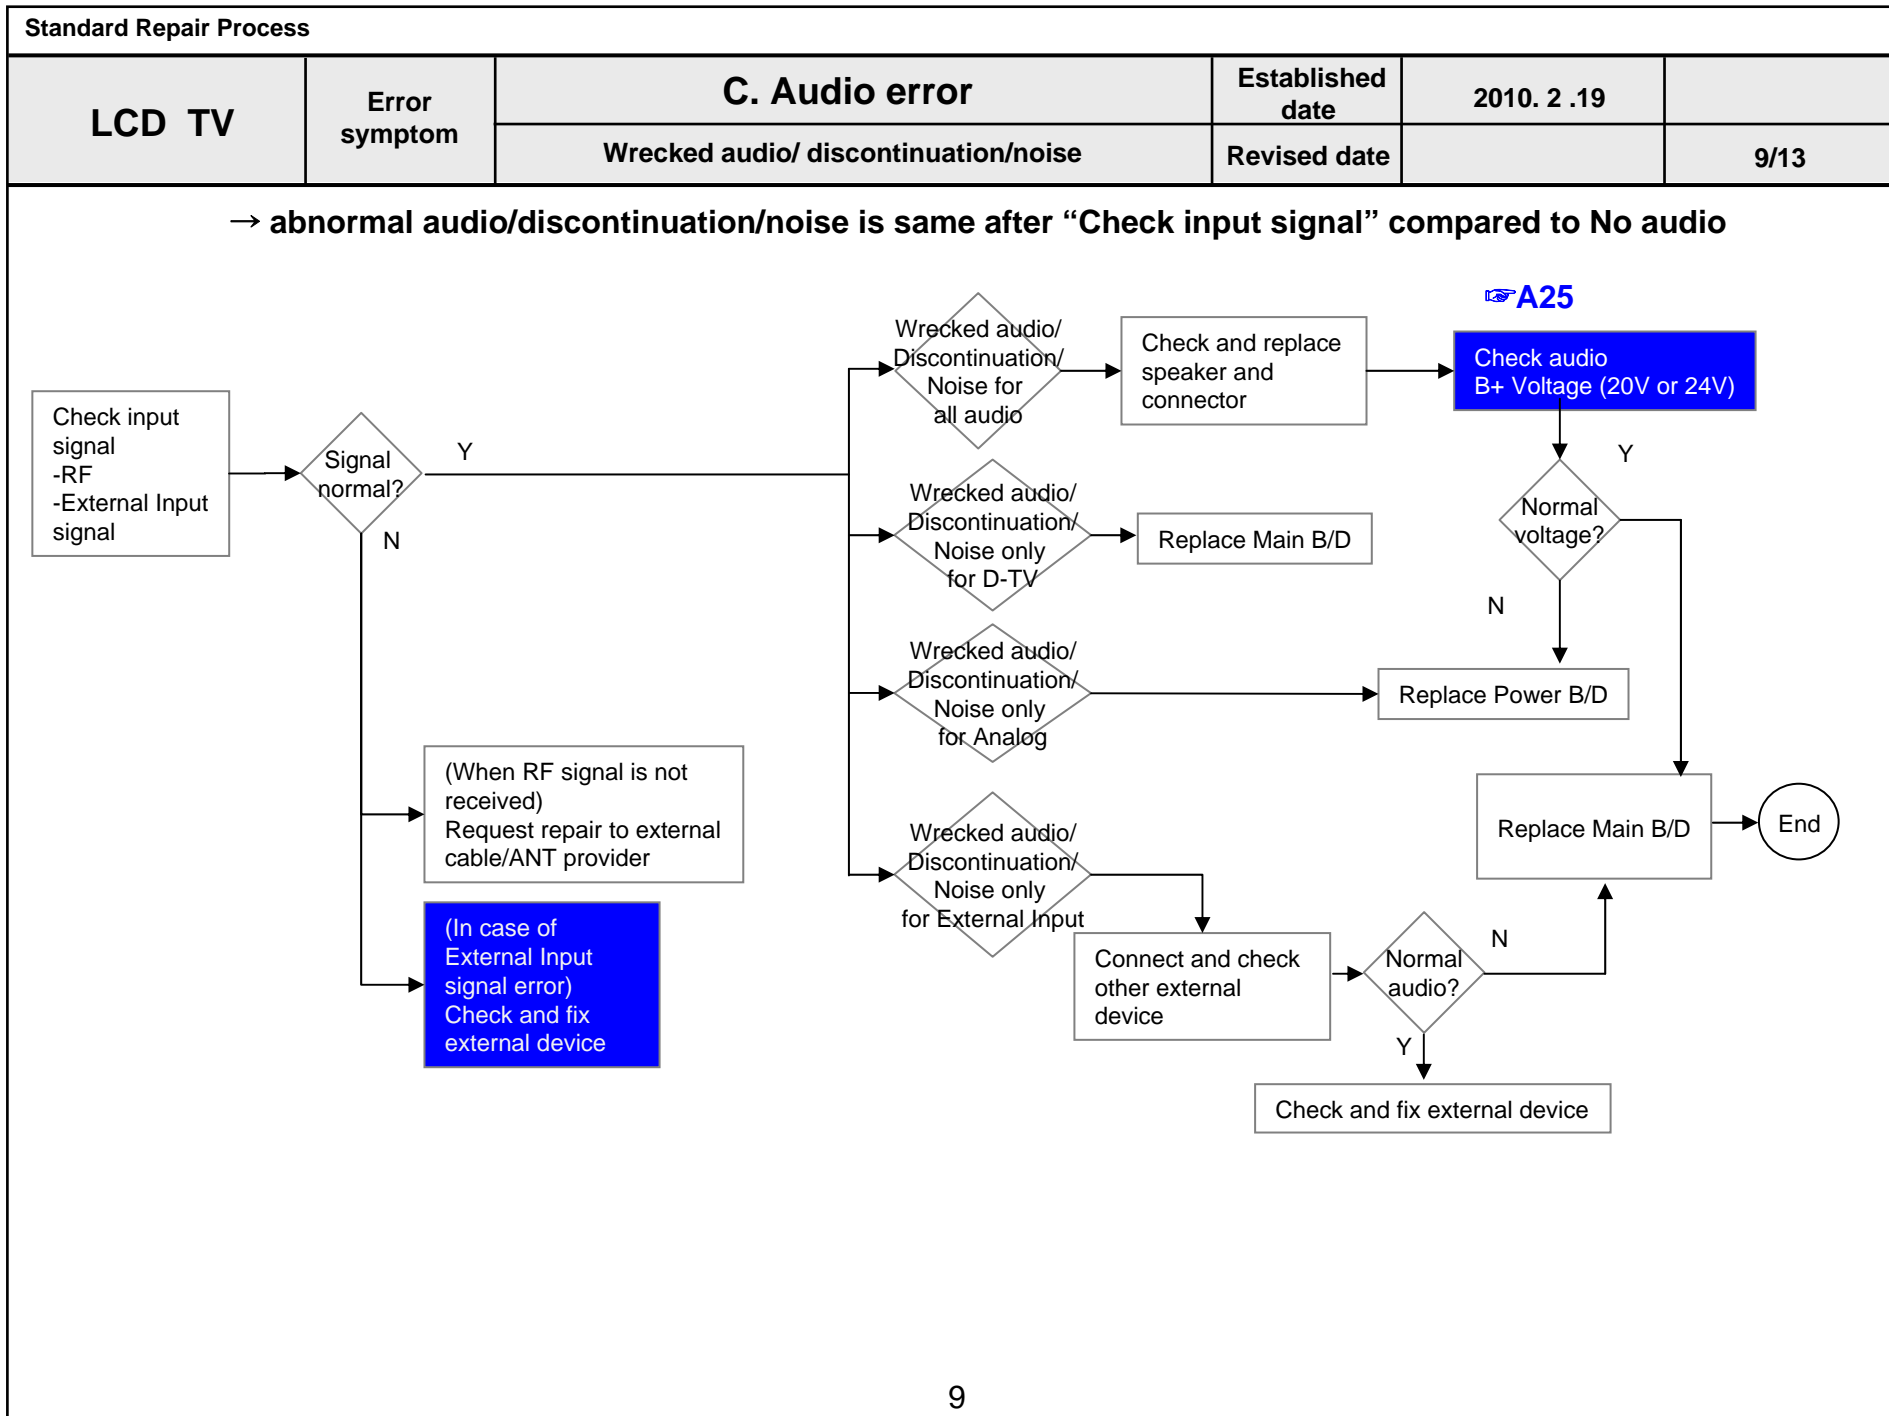 Standard Repair Process
LCD TV
Error
symptom
C. Audio error
Established
date
2010. 2 .19
Wrecked audio/ discontinuation/noise
Revised date
9/13
→ abnormal audio/discontinuation/noise is same after “Check input signal” compared to No audio
☞A25
Check input
signal
-RF
-External Input
signal
Signal
normal?
Y
N
(When RF signal is not
received)
Request repair to external
cable/ANT provider
(In case of
External Input
signal error)
Check and fix
external device
Wrecked audio/
Discontinuation/
Noise for
all audio
Check and replace
speaker and
connector
Check audio
B+ Voltage (20V or 24V)
Normal
voltage?
Y
N
Wrecked audio/
Discontinuation/
Noise only
for D-TV
Replace Main B/D
Wrecked audio/
Discontinuation/
Noise only
for Analog
Replace Power B/D
Wrecked audio/
Discontinuation/
Noise only
for External Input
Connect and check
other external
device
Normal
audio?
N
Y
Replace Main B/D
End
Check and fix external device
9